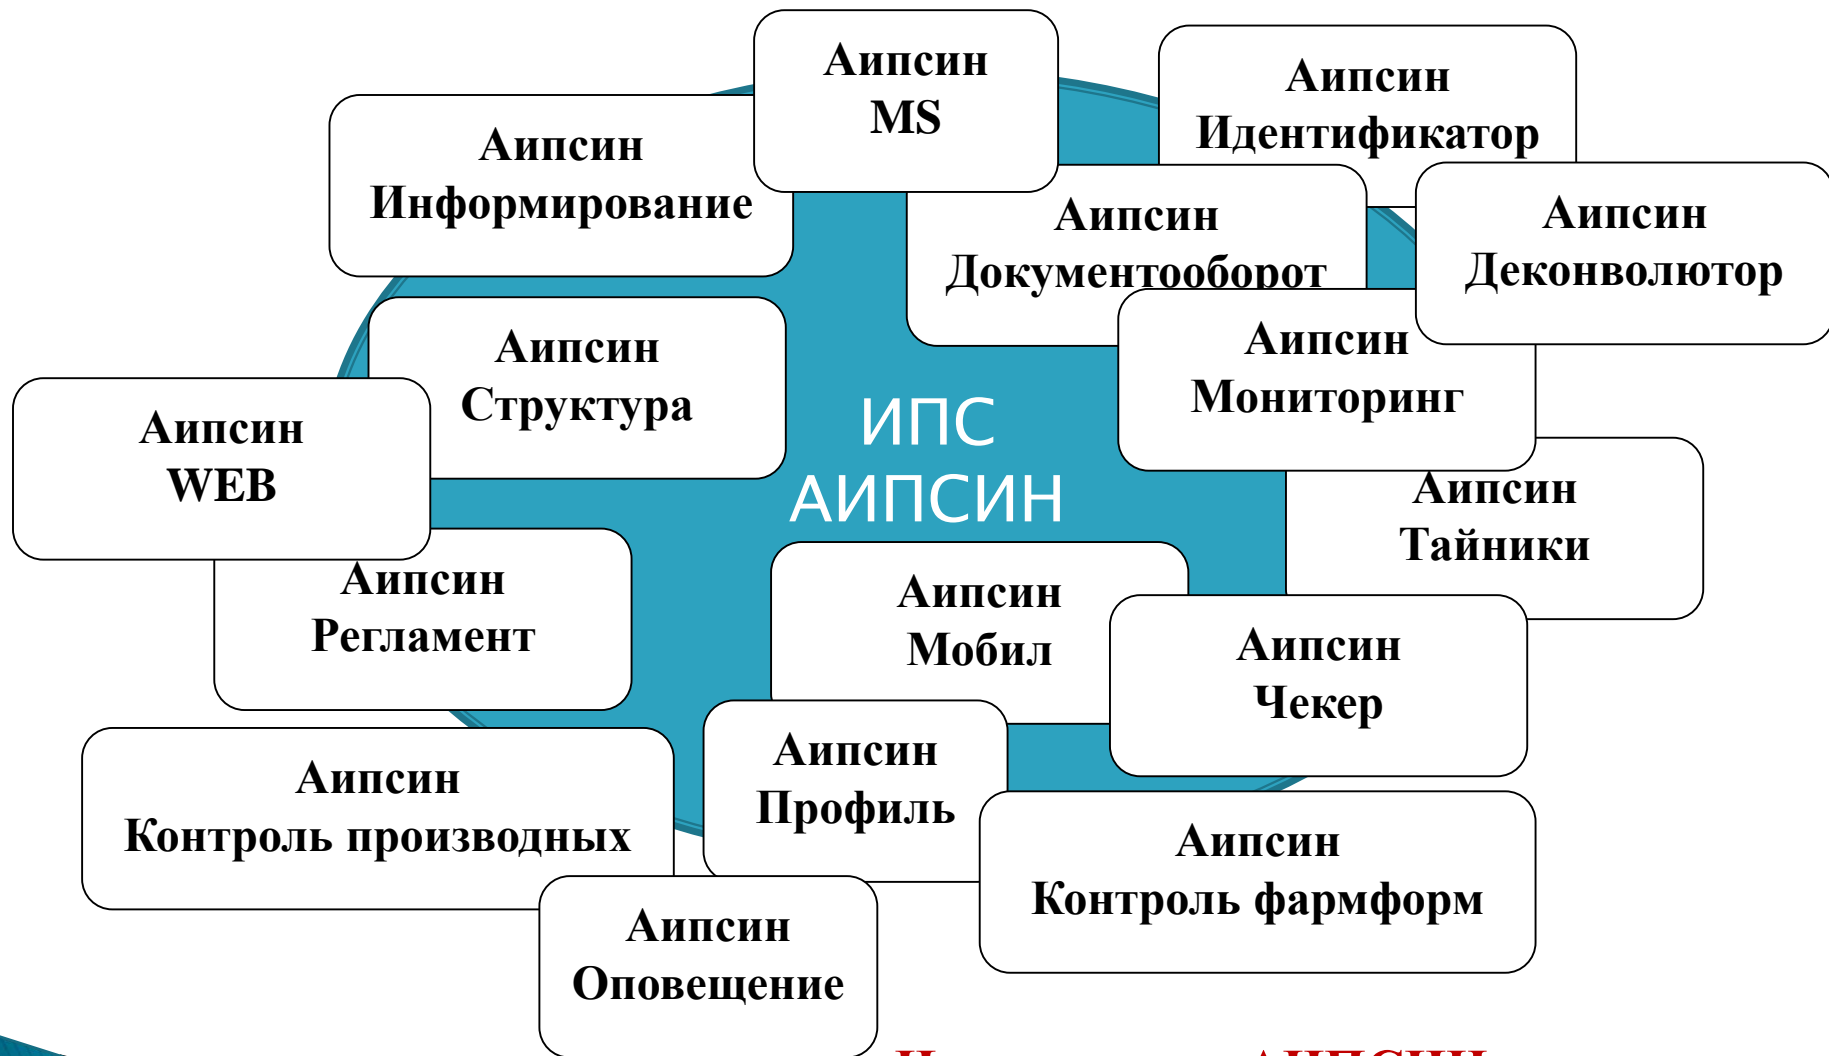 Аипсин
MS
Аипсин
Идентификатор
Аипсин
Информирование
Аипсин
Документооборот
Аипсин
Деконволютор
Аипсин
Структура
Аипсин
Мониторинг
ИПС
АИПСИН
Аипсин
WEB
Аипсин
Тайники
Аипсин
Регламент
Аипсин
Мобил
Аипсин
Чекер
Аипсин
Профиль
Аипсин
Контроль производных
Аипсин
Контроль фармформ
Аипсин
Оповещение
АИПСИН